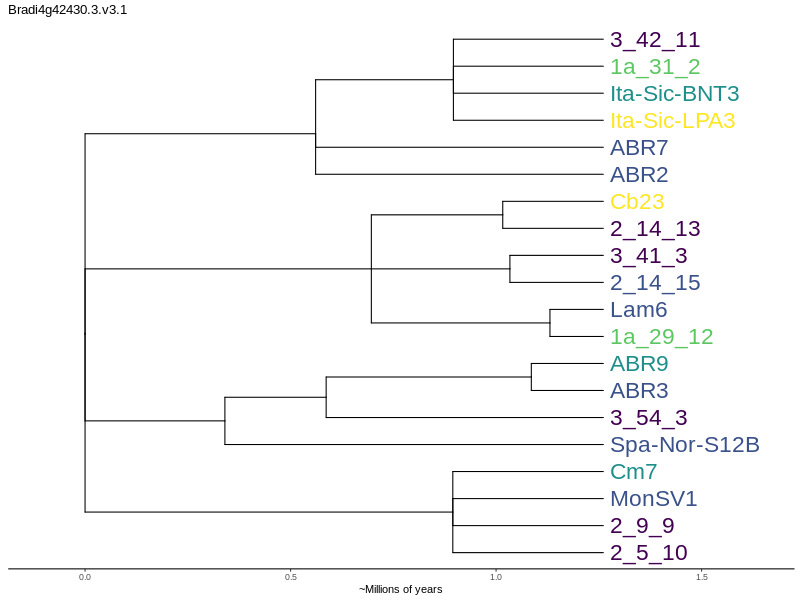 Bradi4g42430.3.v3.1
3_42_11
1a_31_2
Ita-Sic-BNT3
Ita-Sic-LPA3
ABR7
ABR2
Cb23
2_14_13
3_41_3
2_14_15
Lam6
1a_29_12
ABR9
ABR3
3_54_3
Spa-Nor-S12B
Cm7
MonSV1
2_9_9
2_5_10
0.0 0.5 1.0 1.5
~Millions of years